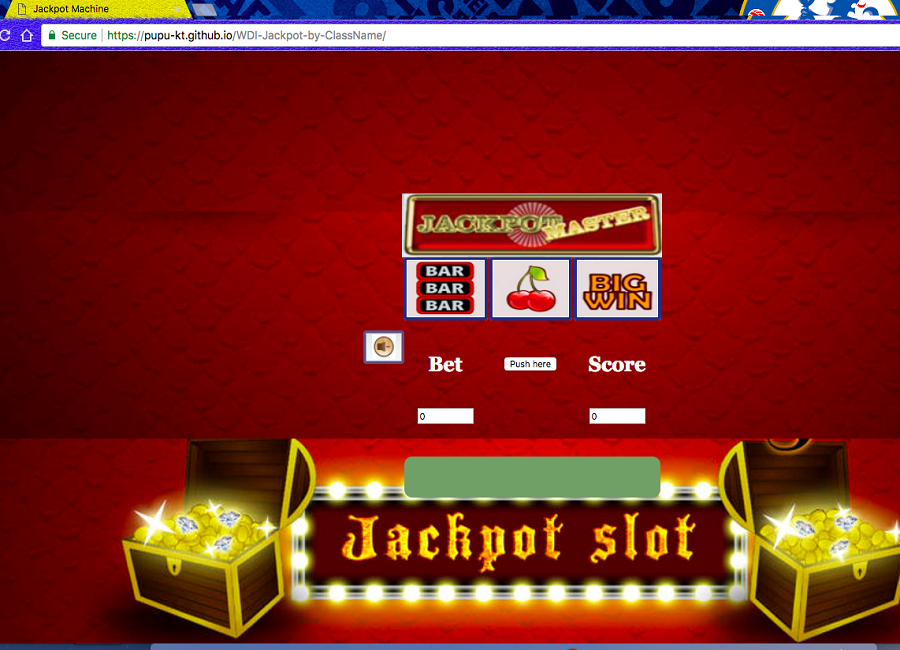 Jackpot Machine
Secure https://pupu-kt.github.io/WDI-Jackpot-by-ClassName/
JACKPOT
MASTER
BAR
BAR
BAR
BIG
WIN
Bet
Push here
Score
0
0
Jackpot slot